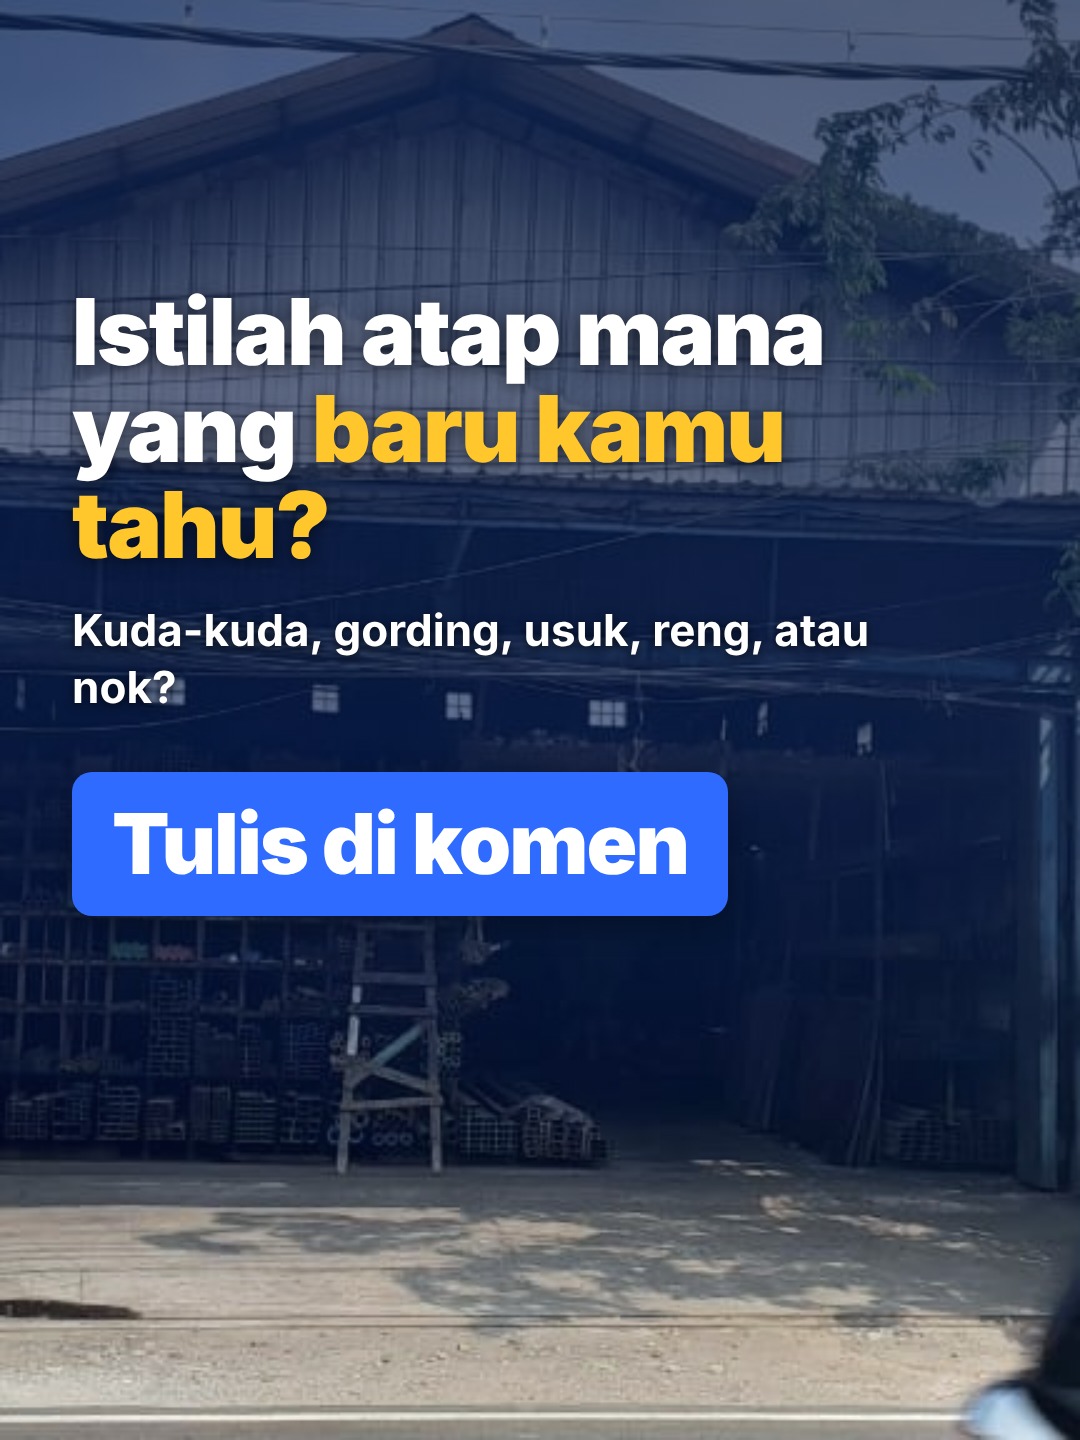 Istilah atap mana
yang baru kamu
tahu?
Kuda-kuda, gording, usuk, reng, atau
nok?
Tulis di komen